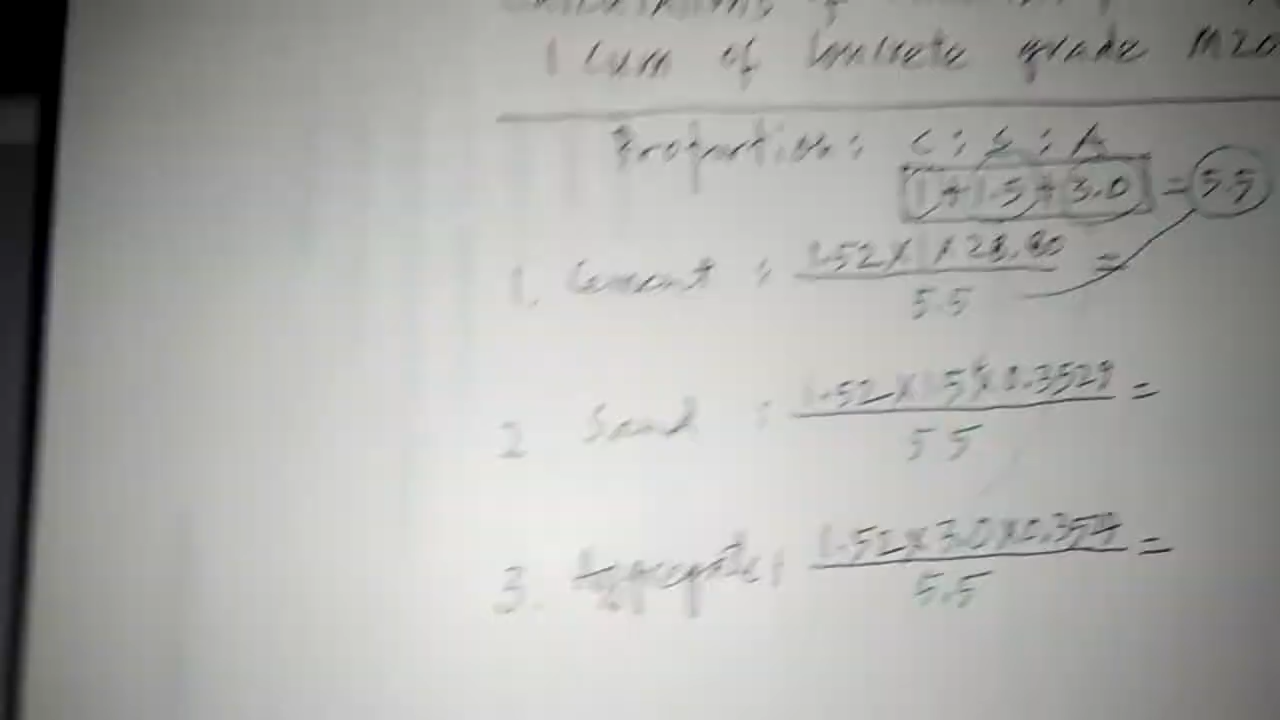 Calculations of
1 Cum of Concrete grade M20
Proportion : C : S : A
1+1.5+3.0 = 5.5
1. Cement : 1.52 X 1 X 28.80 =
5.5
2 Sand : 1.52 X 1.5 X 0.3529 =
5.5
3. Aggregate : 1.52 X 3.0 X 0.3529 =
5.5